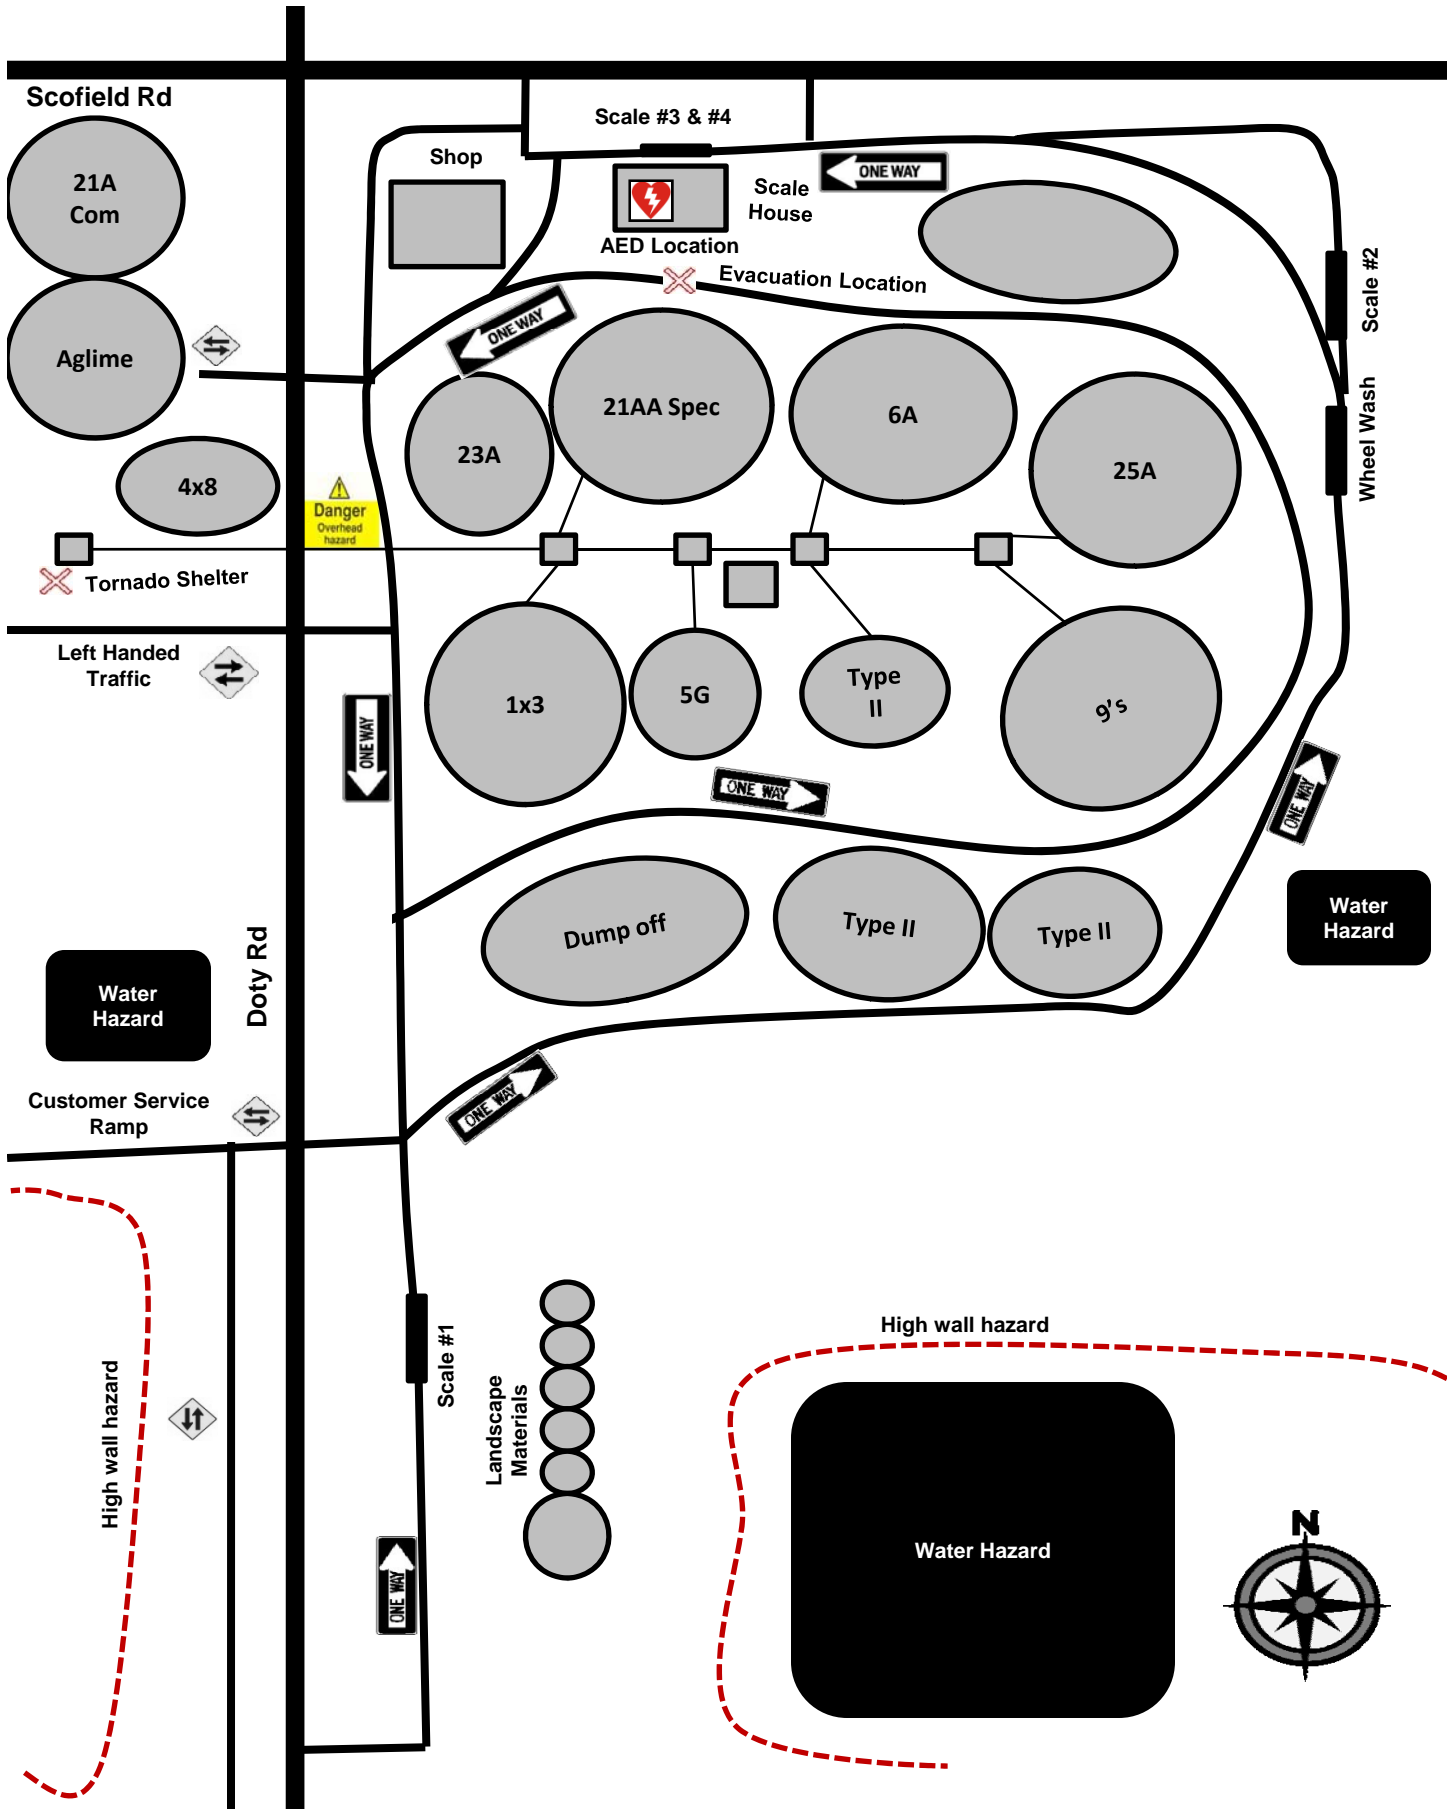 Scofield Rd
Scale #3 & #4
Shop
ONE WAY
21A
Com
Scale
House
AED Location
Evacuation Location
Scale #2
ONE WAY
Aglime
21AA Spec
6A
23A
25A
Wheel Wash
4x8
Danger
Overhead
hazard
Tornado Shelter
Left Handed
Traffic
1x3
5G
Type
II
9's
ONE WAY
ONE WAY
ONE WAY
Dump off
Type II
Type II
Water
Hazard
Doty Rd
Water
Hazard
ONE WAY
Customer Service
Ramp
High wall hazard
Scale #1
Landscape
Materials
High wall hazard
ONE WAY
Water Hazard
N